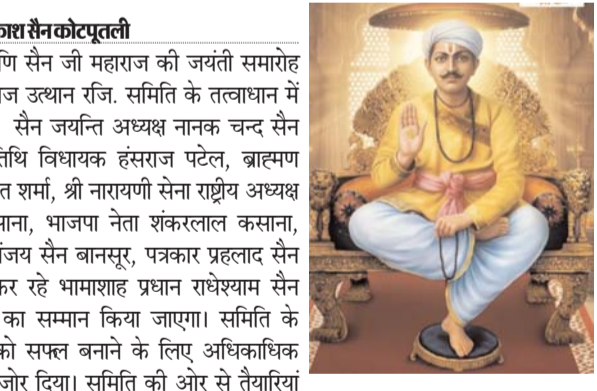 काश सैन कोटपूतली
णि सैन जी महाराज की जयंती समारोह
ज उत्थान रजि. समिति के तत्वाधान में
सैन जयन्ति अध्यक्ष नानक चन्द सैन
तिथि विधायक हंसराज पटेल, ब्राह्मण
त शर्मा, श्री नारायणी सेना राष्ट्रीय अध्यक्ष
माना, भाजपा नेता शंकरलाल कसाना,
ंजय सैन बानसूर, पत्रकार प्रहलाद सैन
कर रहे भामाशाह प्रधान राधेश्याम सैन
का सम्मान किया जाएगा। समिति के
को सफ्ल बनाने के लिए अधिकाधिक
जोर दिया। समिति की ओर से तैयारियां